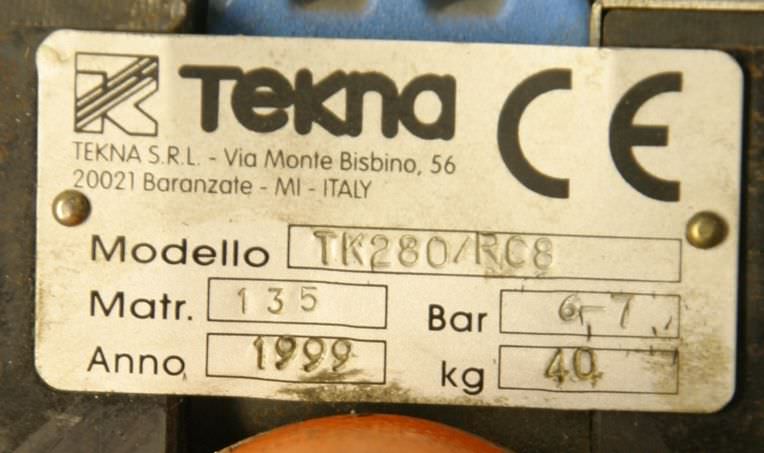 TEKNA CE
TEKNA S.R.L. - Via Monte Bisbino, 56
20021 Baranzate - MI - ITALY
Modello TK280/RC8
Matr. 135 Bar 6-7
Anno 1999 kg 40